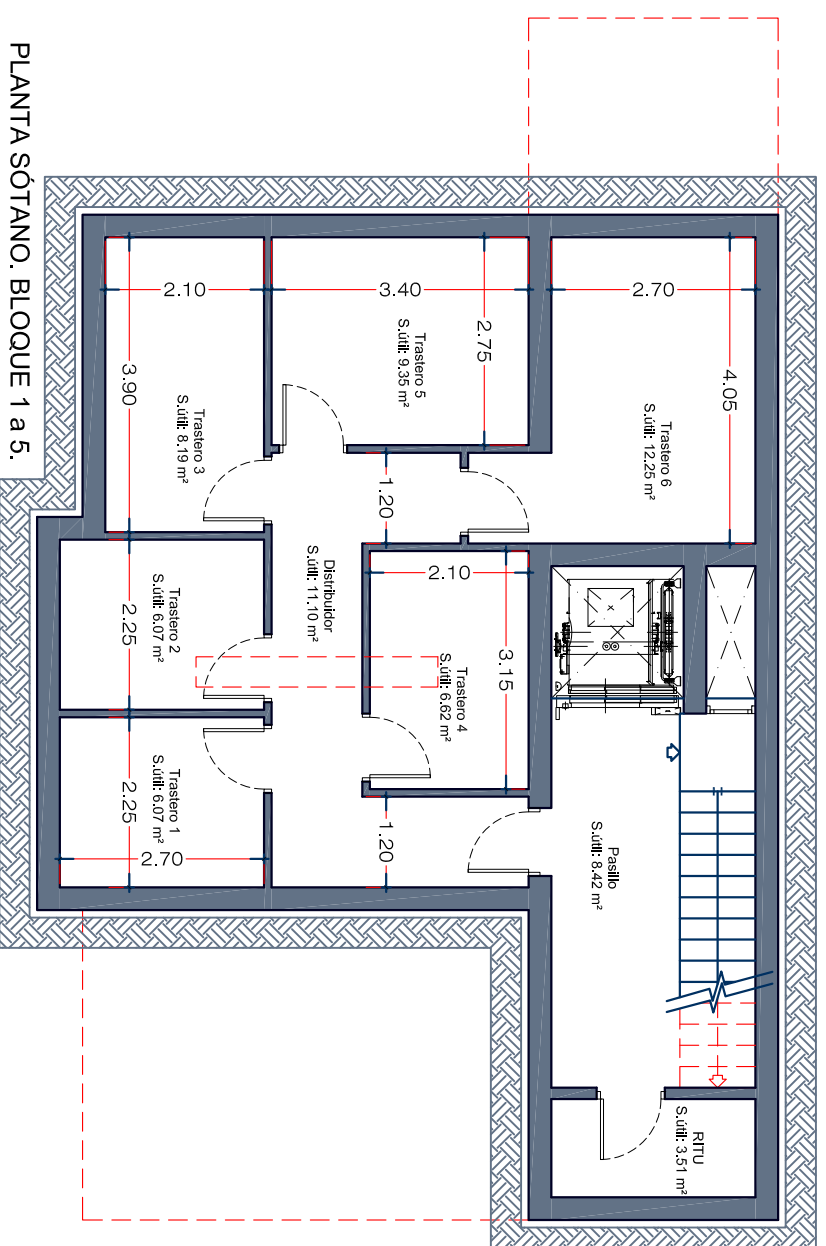 PLANTA SÓTANO. BLOQUE 1 a 5.
Trastero 6
S.útil: 12.25 m²
4.05
2.70
Trastero 5
S.útil: 9.35 m²
2.75
3.40
Trastero 3
S.útil: 8.19 m²
2.10
3.90
1.20
Distribuidor
S.útil: 11.10 m²
Trastero 4
S.útil: 6.62 m²
2.10
3.15
Trastero 2
S.útil: 6.07 m²
2.25
Trastero 1
S.útil: 6.07 m²
2.25
2.70
1.20
Pasillo
S.útil: 8.42 m²
RITU
S.útil: 3.51 m²